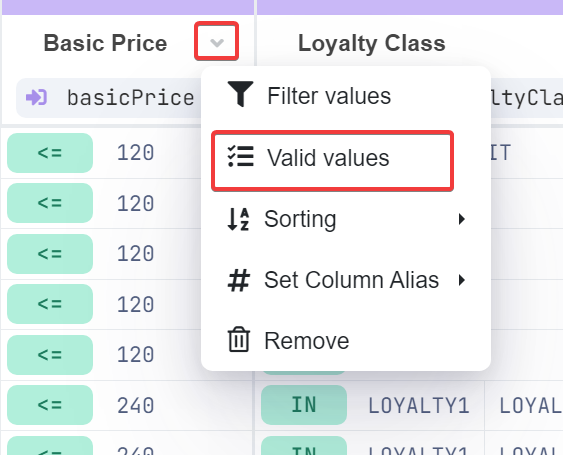 Basic Price Loyalty Class
basicPrice ltyCla
Filter values
Valid values
Sorting
Set Column Alias
Remove
<= 120 IT
<= 120
<= 120
<= 120
<= 120
<= 240 IN LOYALTY1 LOYAL
<= 240 IN LOYALTY1 LOYAL